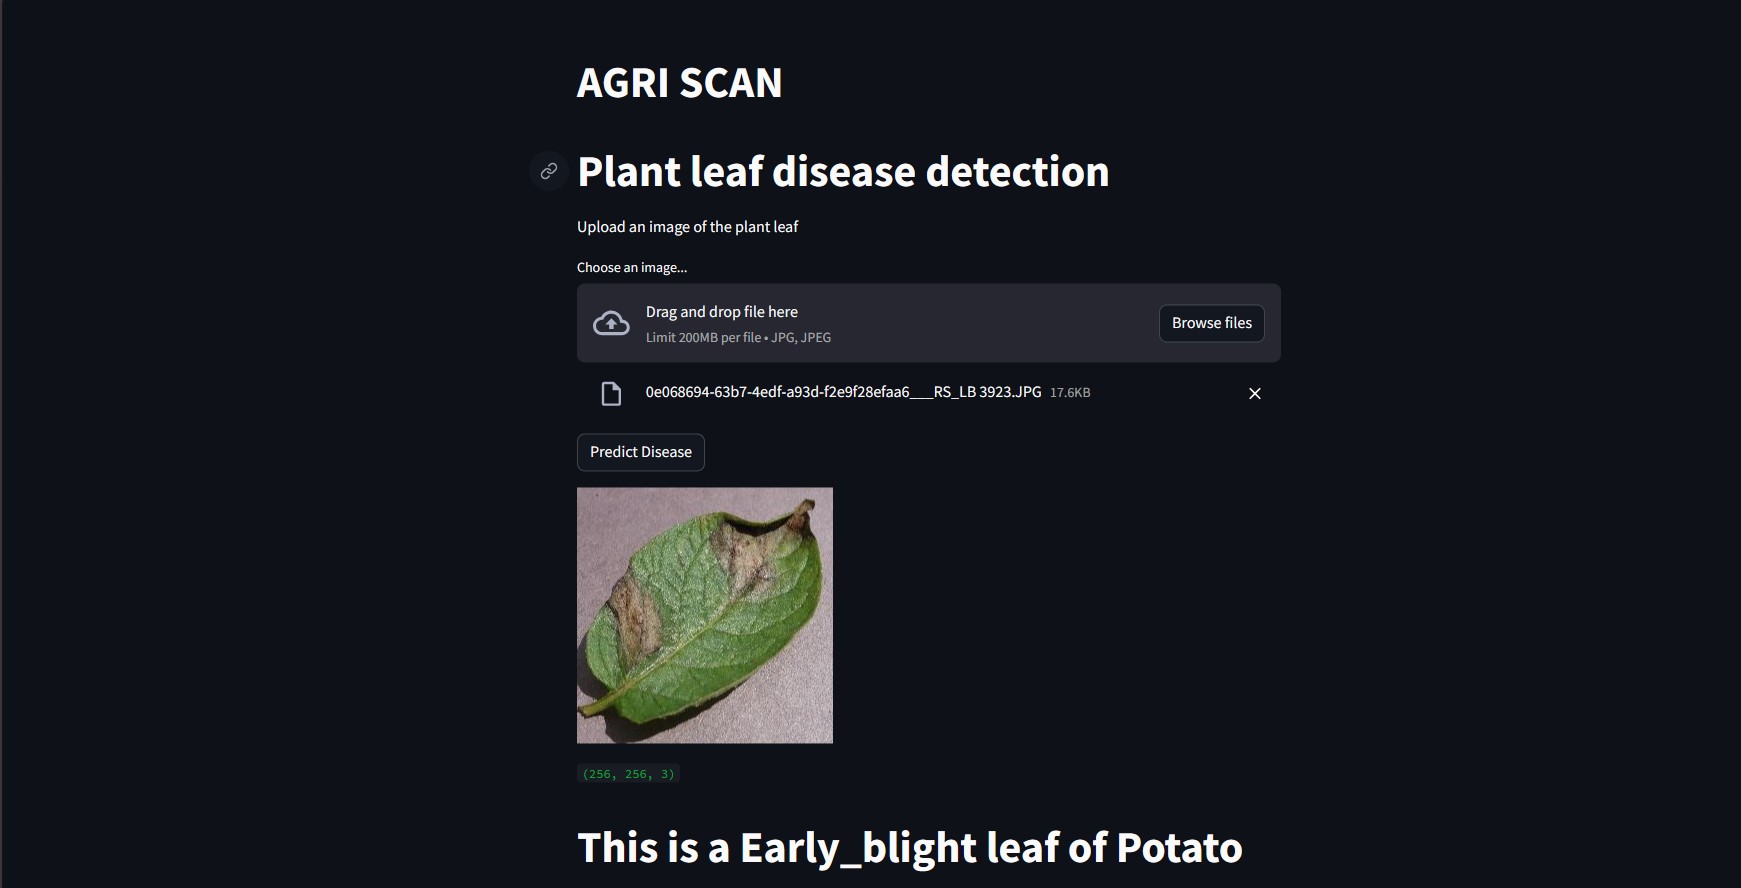 AGRI SCAN
Plant leaf disease detection
Upload an image of the plant leaf
Choose an image...
Drag and drop file here
Limit 200MB per file • JPG, JPEG
Browse files
0e068694-63b7-4edf-a93d-f2e9f28efaa6___RS_LB 3923.JPG 17.6KB
Predict Disease
(256, 256, 3)
This is a Early_blight leaf of Potato